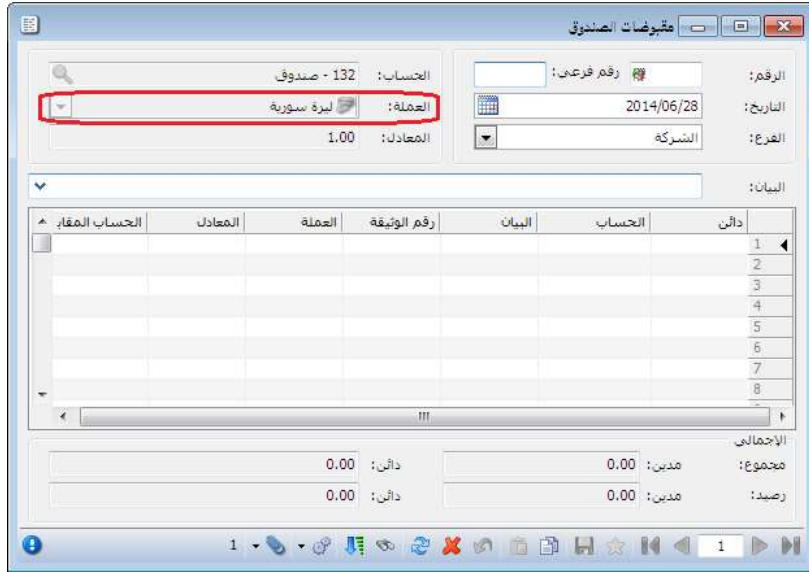 مقبوضات الصندوق
الرقم: رقم فرعي: الحساب: 132 - صندوق
التاريخ: 2014/06/28 العملة: ليرة سورية
الفرع: الشركة المعادل: 1.00
البيان:
دائن الحساب البيان رقم الوثيقة العملة المعادل الحساب المقابـ
1
2
3
4
5
6
7
8
الإجمالي
مجموع: مدين: 0.00 دائن: 0.00
رصيد: مدين: 0.00 دائن: 0.00
1 1